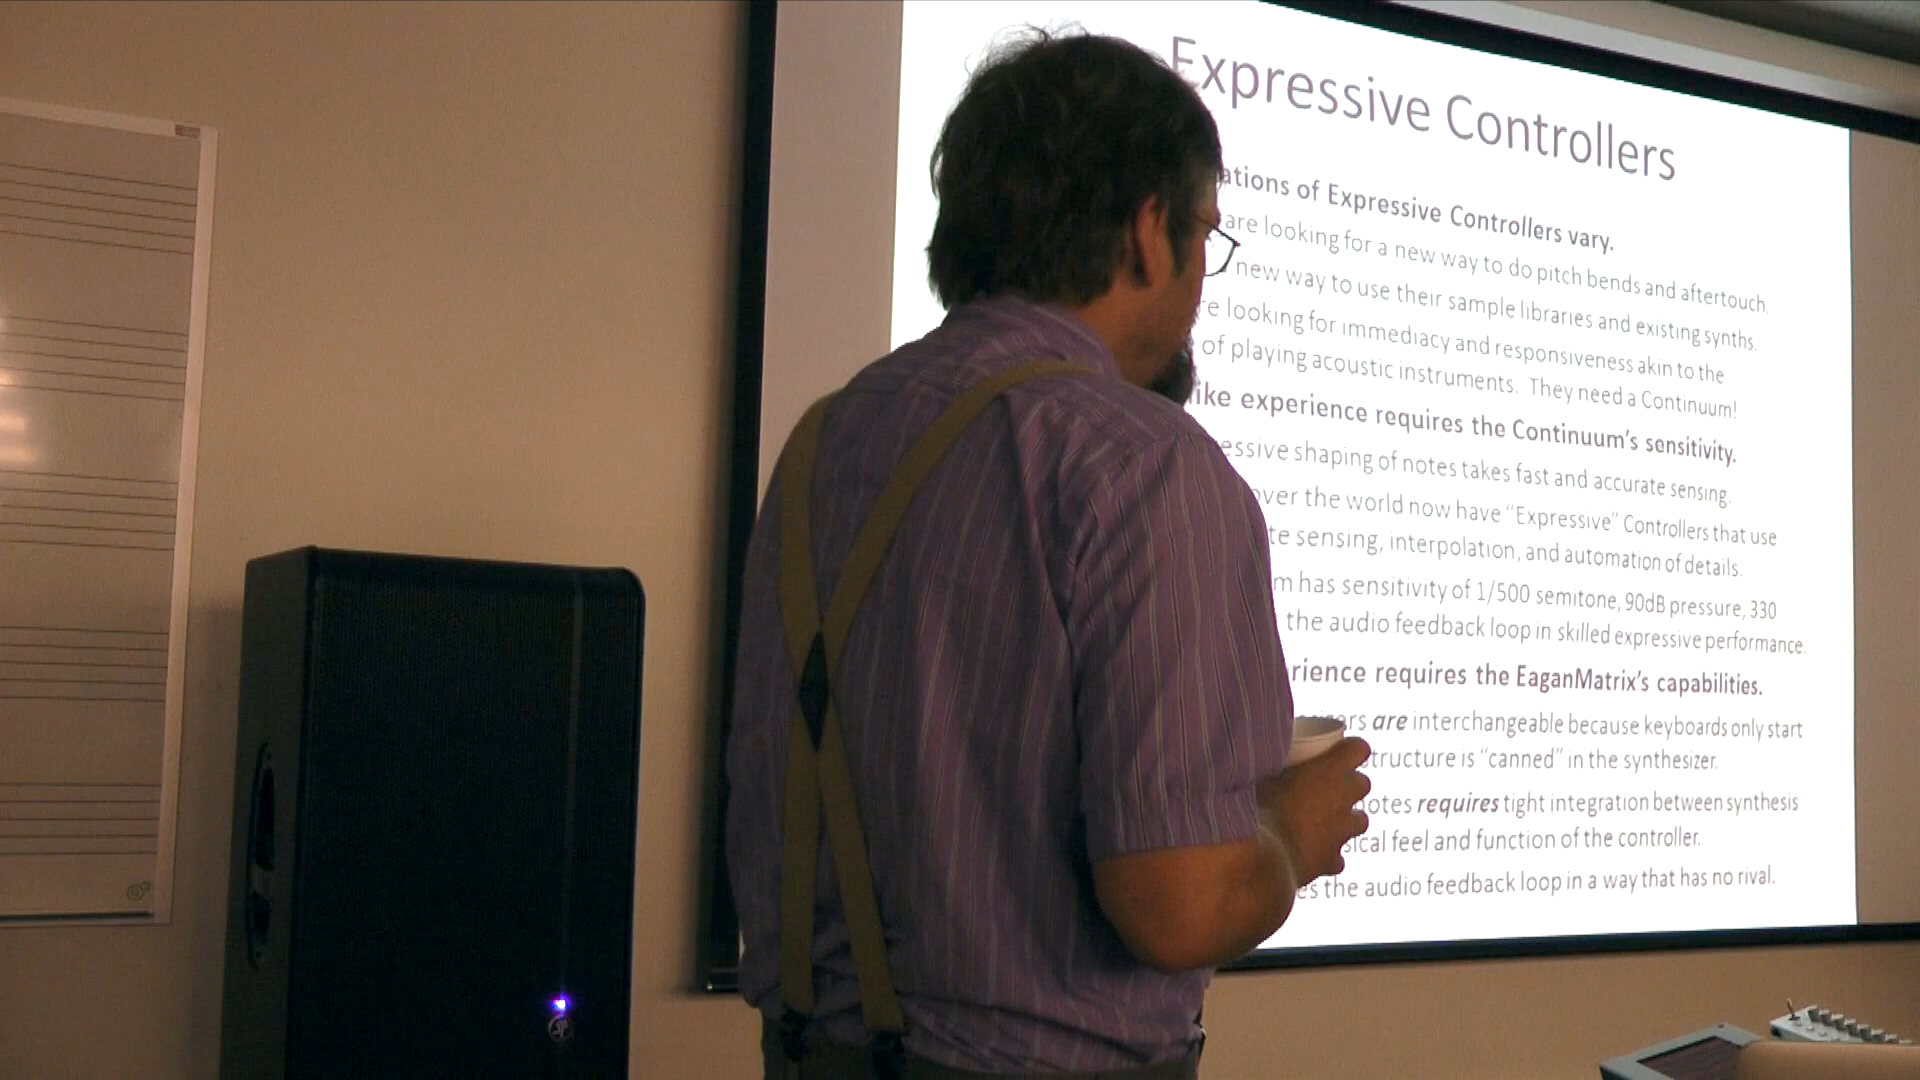 Expressive Controllers
ations of Expressive Controllers vary.
are looking for a new way to do pitch bends and aftertouch.
new way to use their sample libraries and existing synths.
re looking for immediacy and responsiveness akin to the
of playing acoustic instruments. They need a Continuum!
like experience requires the Continuum's sensitivity.
essive shaping of notes takes fast and accurate sensing.
over the world now have "Expressive" Controllers that use
te sensing, interpolation, and automation of details.
m has sensitivity of 1/500 semitone, 90dB pressure, 330
the audio feedback loop in skilled expressive performance.
rience requires the EaganMatrix's capabilities.
are interchangeable because keyboards only start
structure is "canned" in the synthesizer.
notes requires tight integration between synthesis
sical feel and function of the controller.
es the audio feedback loop in a way that has no rival.